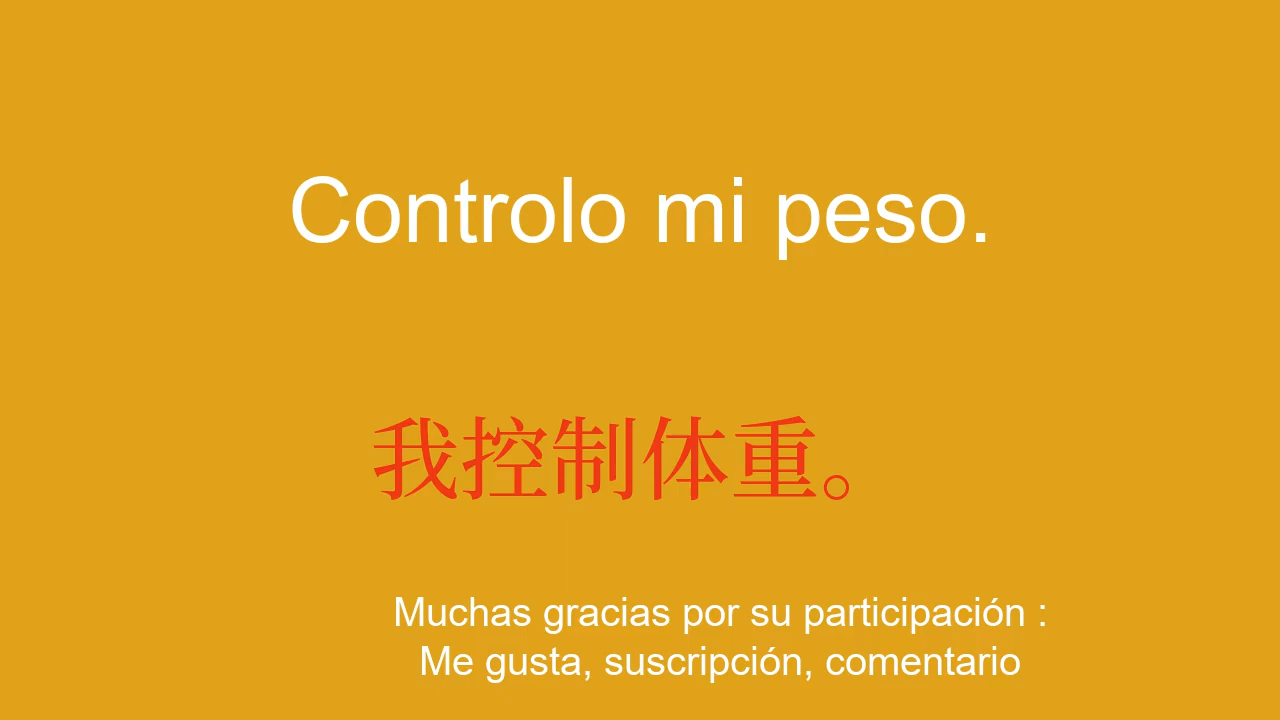 Controlo mi peso.
我控制体重。
Muchas gracias por su participación :
Me gusta, suscripción, comentario